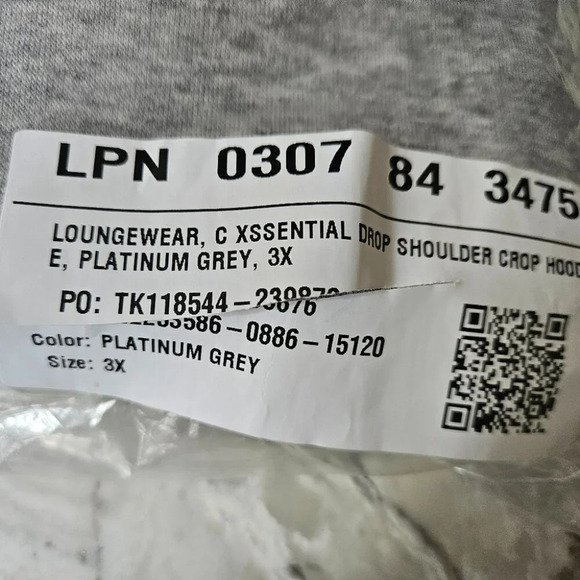 LPN 0307 84 3475
LOUNGEWEAR, C XSSENTIAL DROP SHOULDER CROP HOOD
E, PLATINUM GREY, 3X
PO: TK118544-
586-0886-15120
Color: PLATINUM GREY
Size: 3X